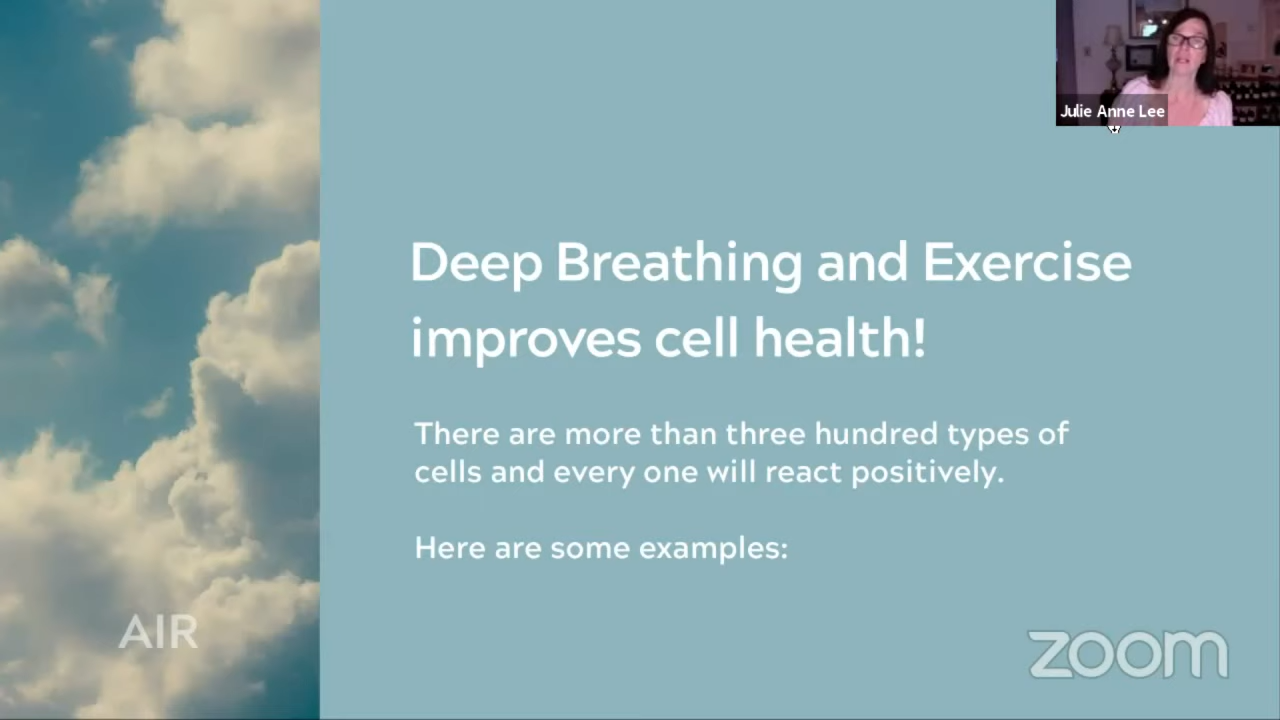 Julie Anne Lee
Deep Breathing and Exercise
improves cell health!
There are more than three hundred types of
cells and every one will react positively.
Here are some examples:
AIR
zoom